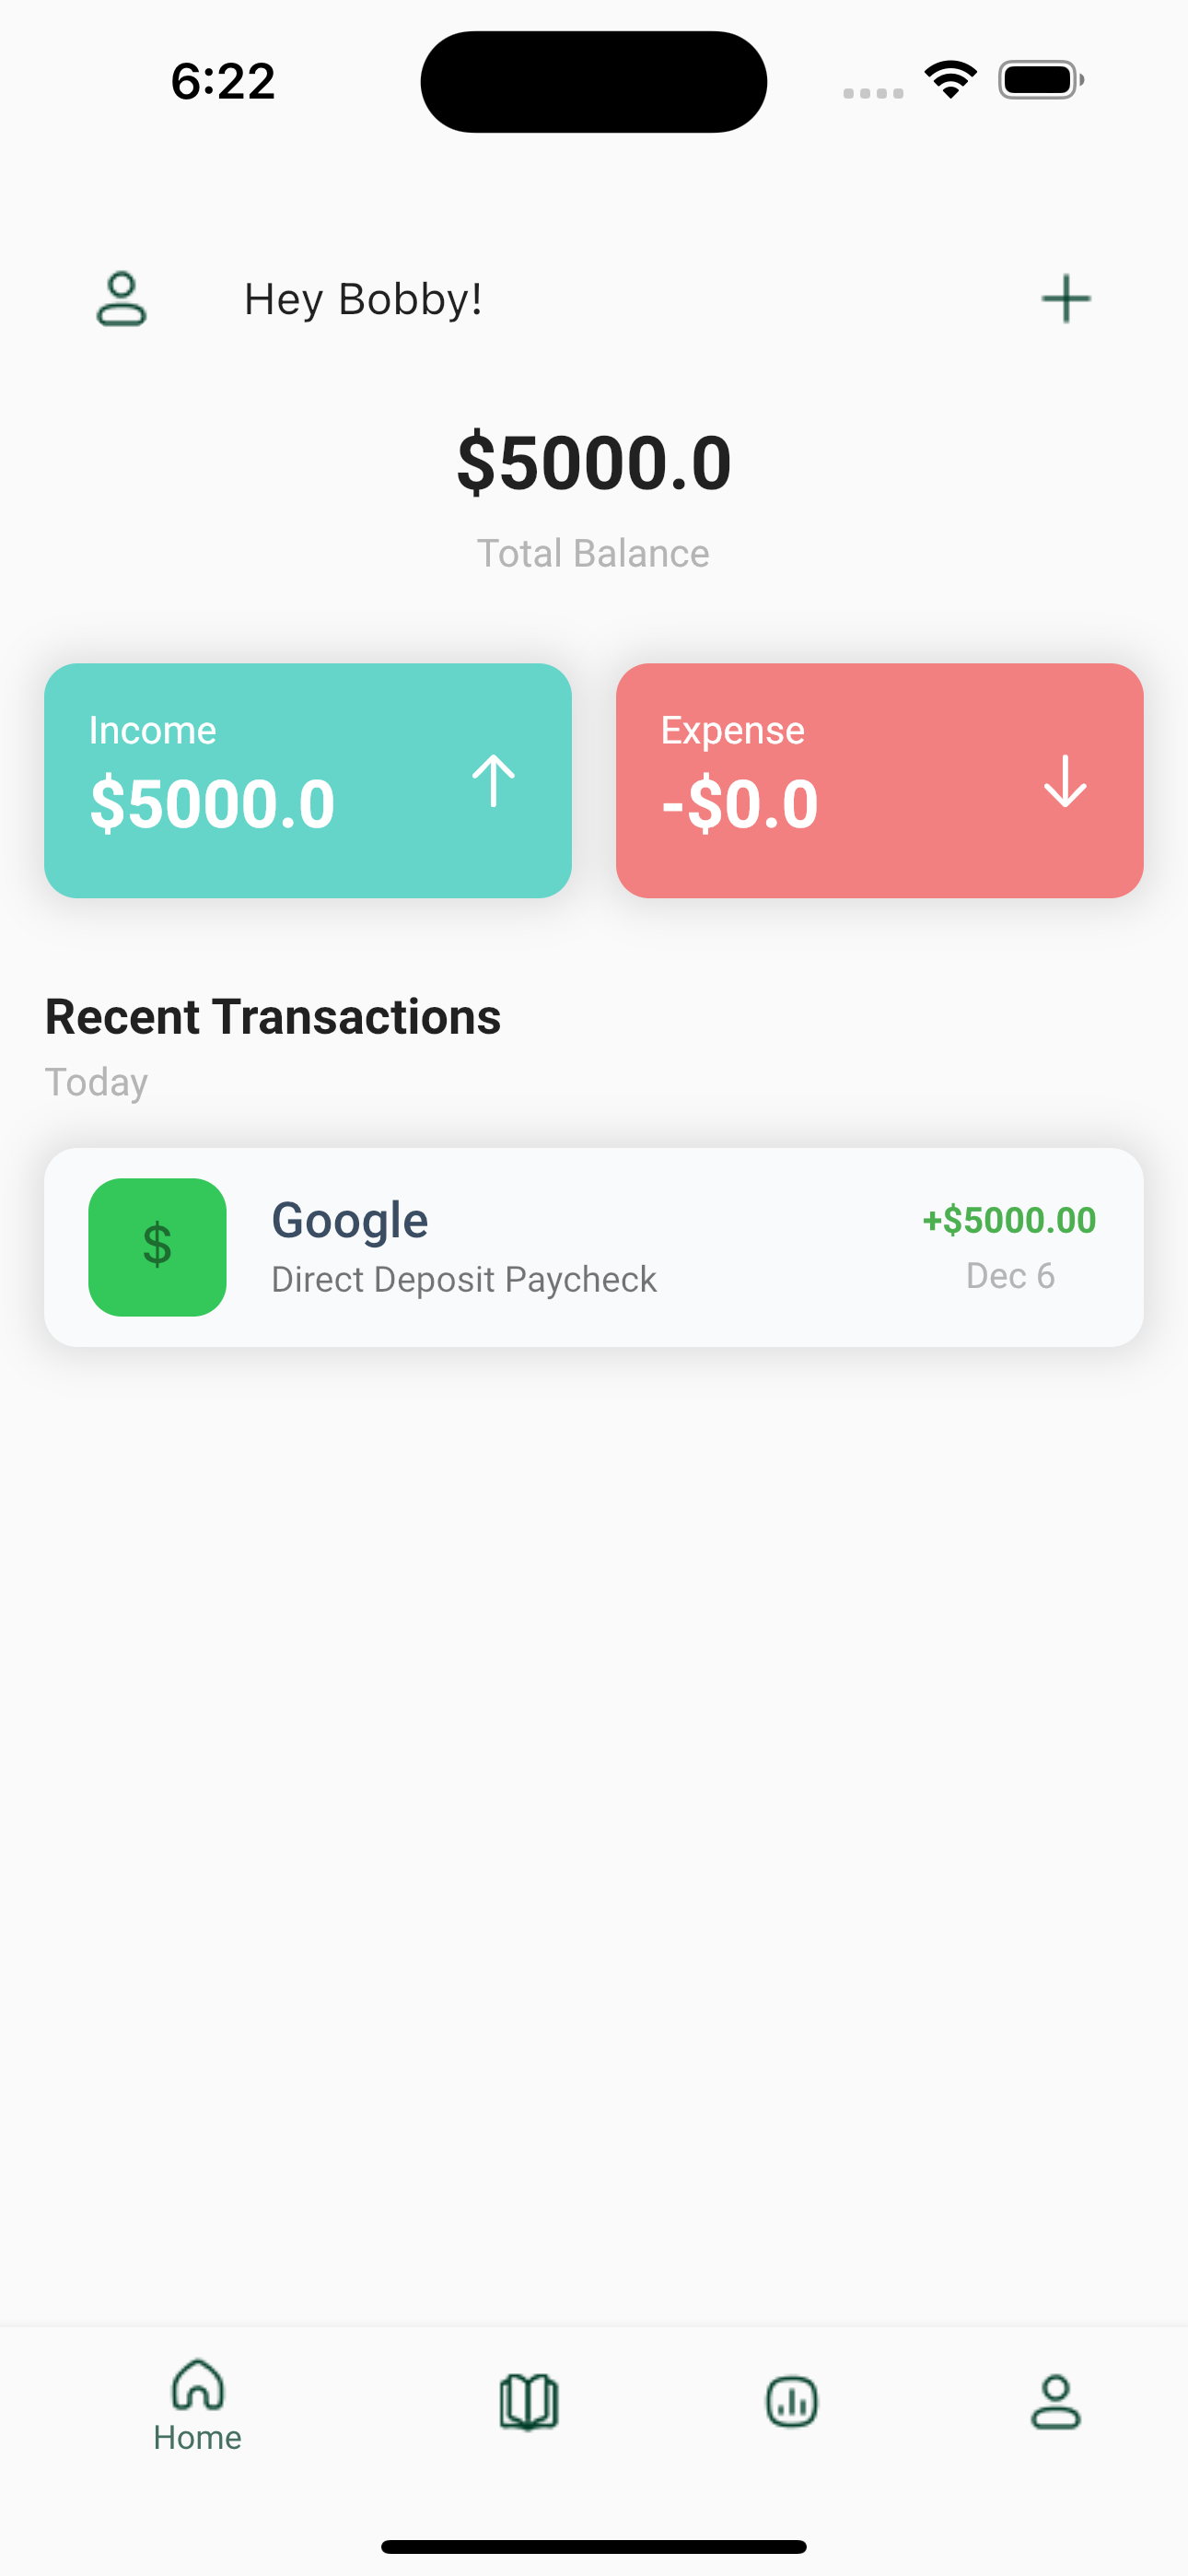 6:22
Hey Bobby!
$5000.0
Total Balance
Income
$5000.0
Expense
-$0.0
Recent Transactions
Today
$
Google
Direct Deposit Paycheck
+$5000.00
Dec 6
Home